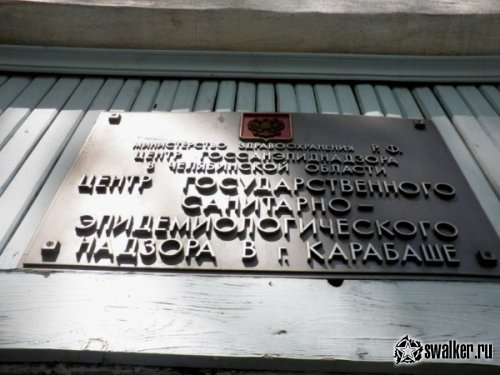 МИНИСТЕРСТВО ЗДРАВООХРАНЕНИЯ Р.Ф.
ЦЕНТР ГОССАНЭПИДНАДЗОРА
В ЧЕЛЯБИНСКОЙ ОБЛАСТИ
ЦЕНТР ГОСУДАРСТВЕННОГО
САНИТАРНО-
ЭПИДЕМИОЛОГИЧЕСКОГО
НАДЗОРА В г. КАРАБАШЕ
swalker.ru